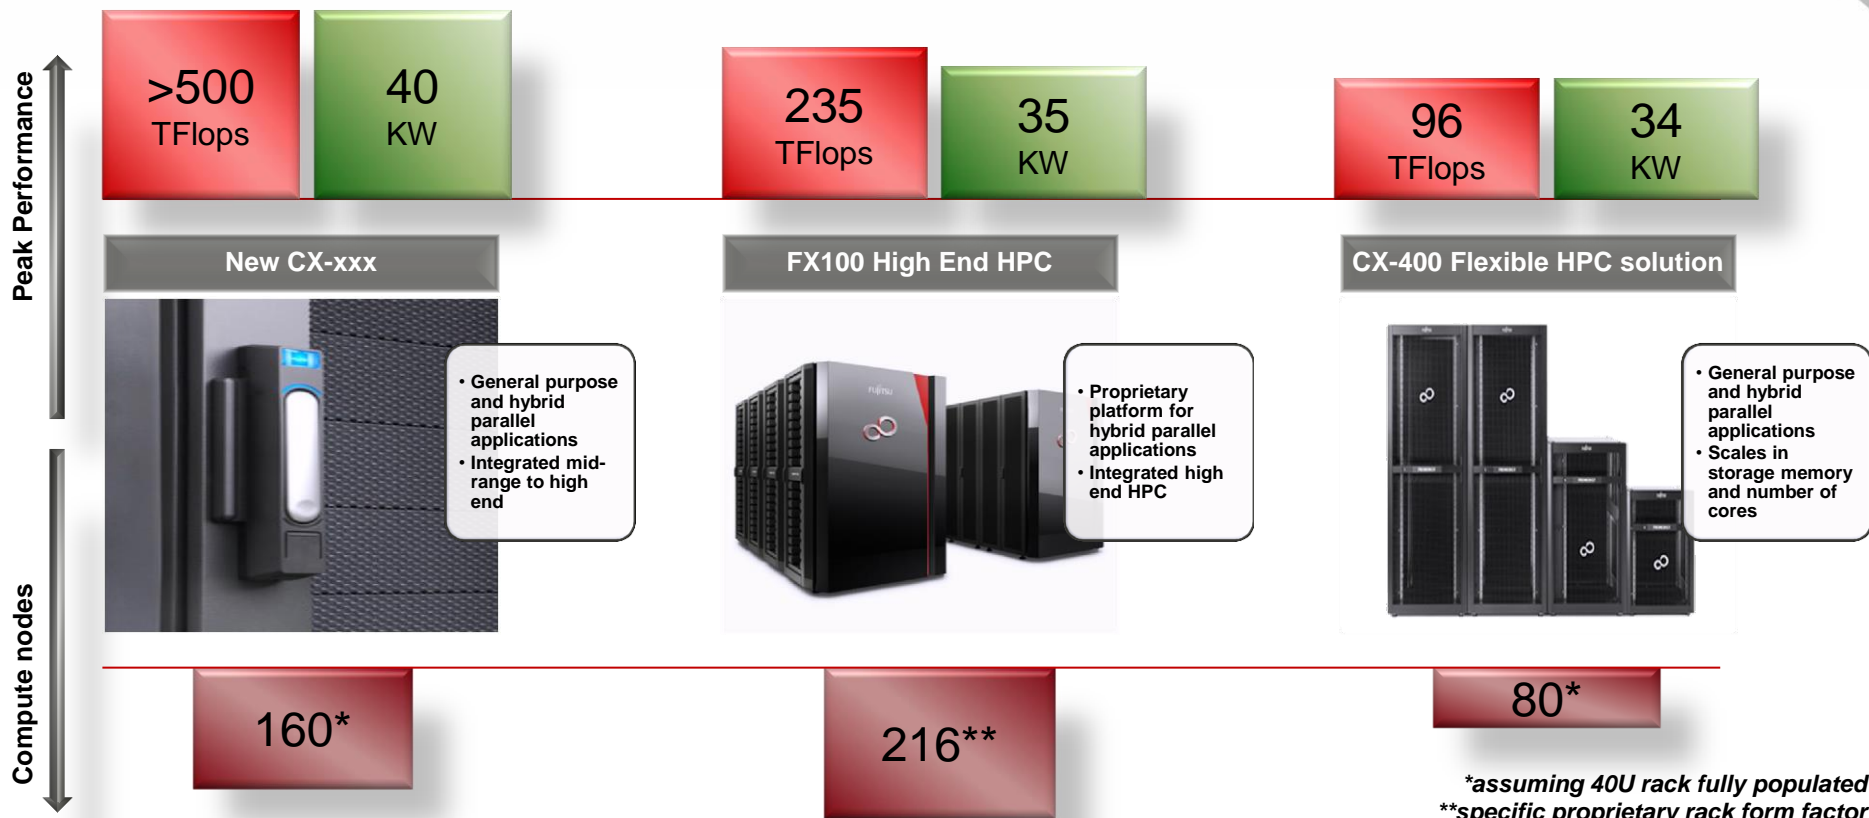 Peak Performance
>500
TFlops
40
KW
235
TFlops
35
KW
96
TFlops
34
KW
New CX-xxx
FX100 High End HPC
CX-400 Flexible HPC solution
• General purpose
and hybrid
parallel
applications
• Integrated mid-
range to high
end
FUJITSU
• Proprietary
platform for
hybrid parallel
applications
• Integrated high
end HPC
• General purpose
and hybrid
parallel
applications
• Scales in
storage memory
and number of
cores
Compute nodes
160*
216**
80*
*assuming 40U rack fully populated
**specific proprietary rack form factor